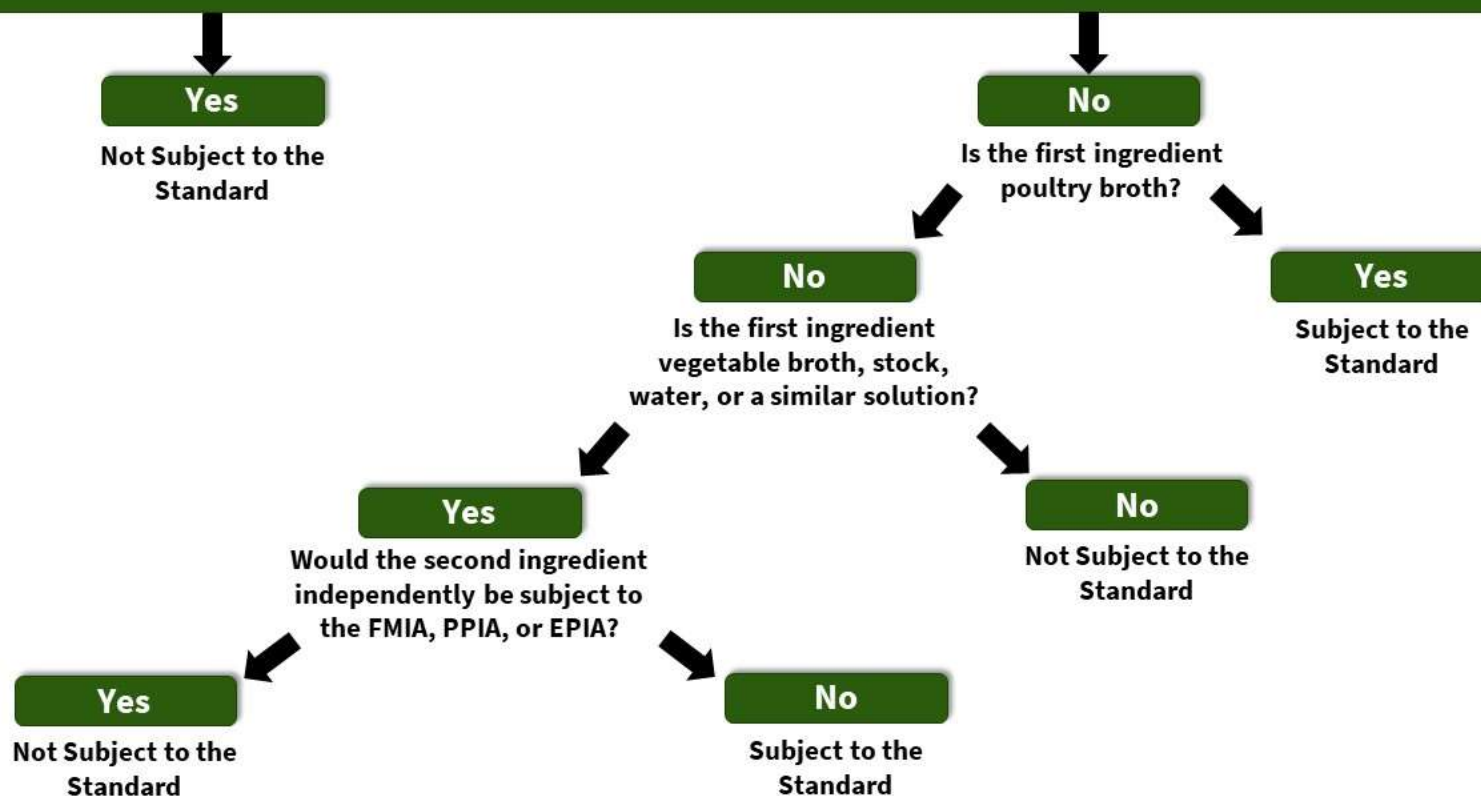 Yes
Not Subject to the
Standard
No
Is the first ingredient
poultry broth?
No
Is the first ingredient
vegetable broth, stock,
water, or a similar solution?
Yes
Subject to the
Standard
Yes
Would the second ingredient
independently be subject to
the FMIA, PPIA, or EPIA?
No
Not Subject to the
Standard
Yes
Not Subject to the
Standard
No
Subject to the
Standard